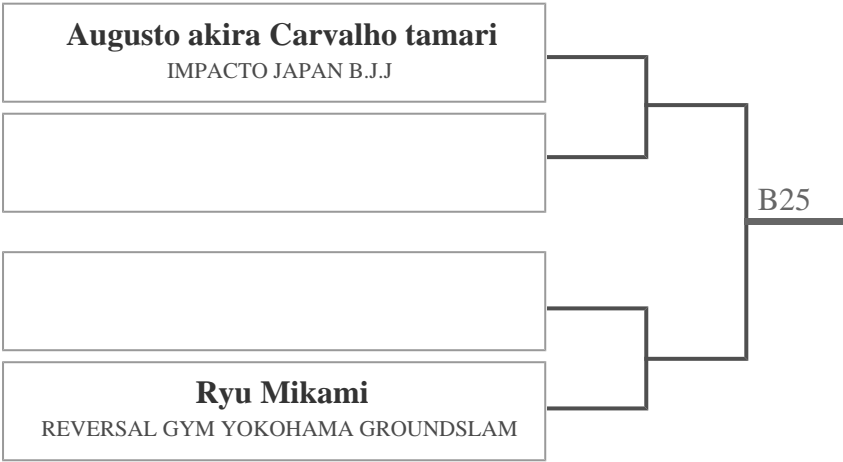 Augusto akira Carvalho tamari
IMPACTO JAPAN B.J.J
B25
Ryu Mikami
REVERSAL GYM YOKOHAMA GROUNDSLAM